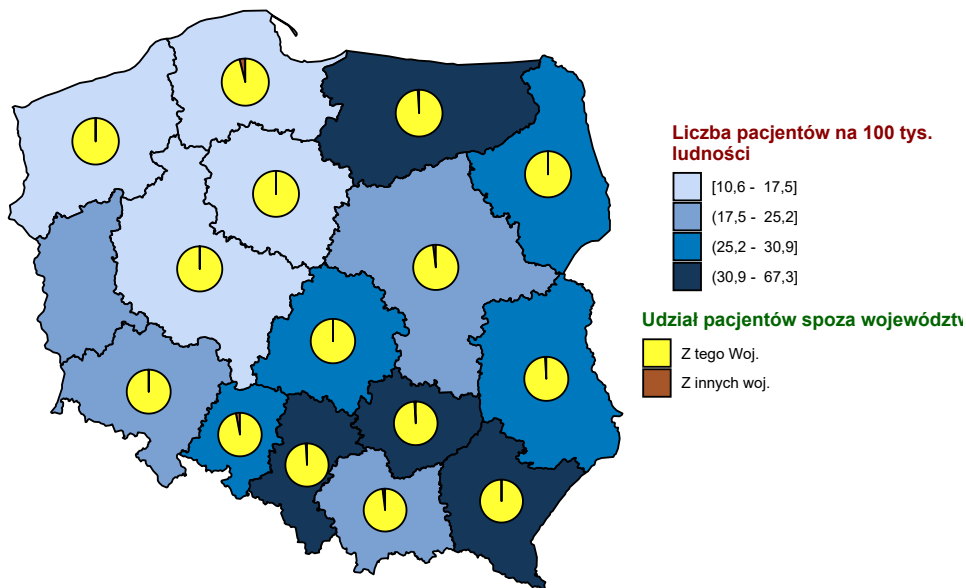 Liczba pacjentów na 100 tys.
ludności
[10,6 - 17,5]
(17,5 - 25,2]
(25,2 - 30,9]
(30,9 - 67,3]
Udział pacjentów spoza województw
Z tego Woj.
Z innych woj.